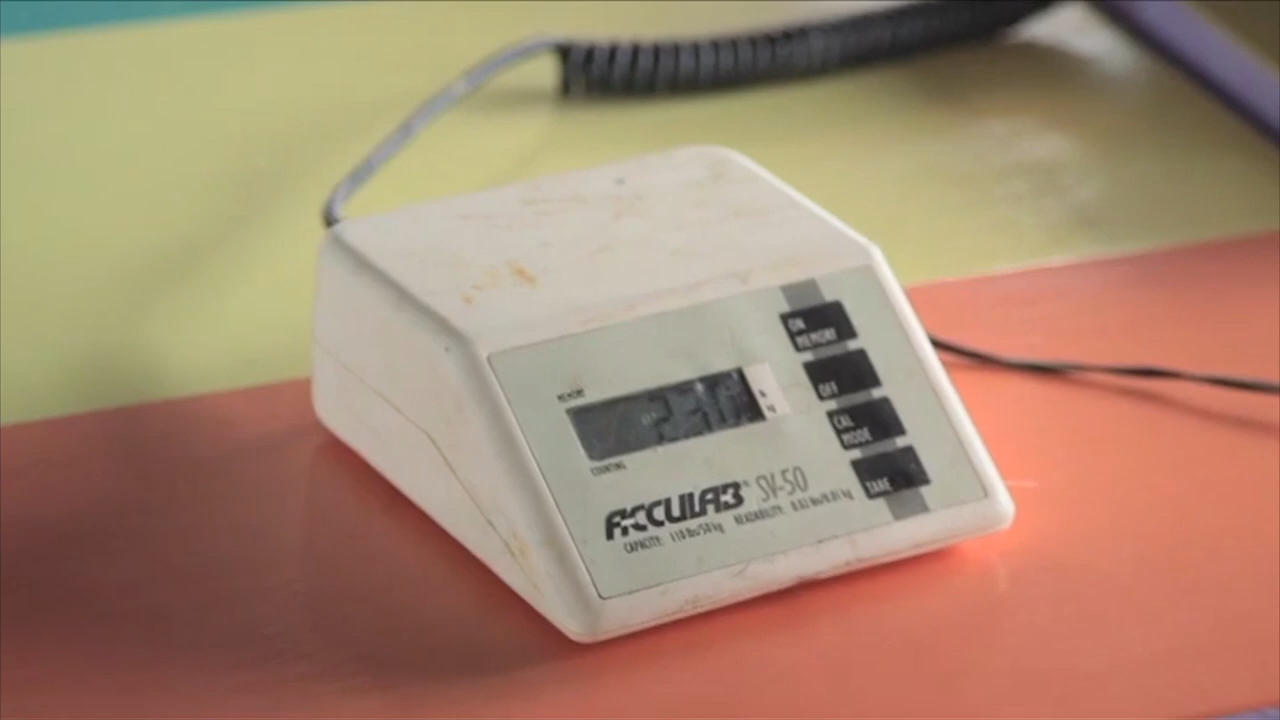 ON
MEMORY
OFF
CAL
MODE
TARE
MEMORY
COUNTING
ACCULAB SV-50
CAPACITY: 110 lbs/50 kg READABILITY: 0.02 lbs/0.01 kg